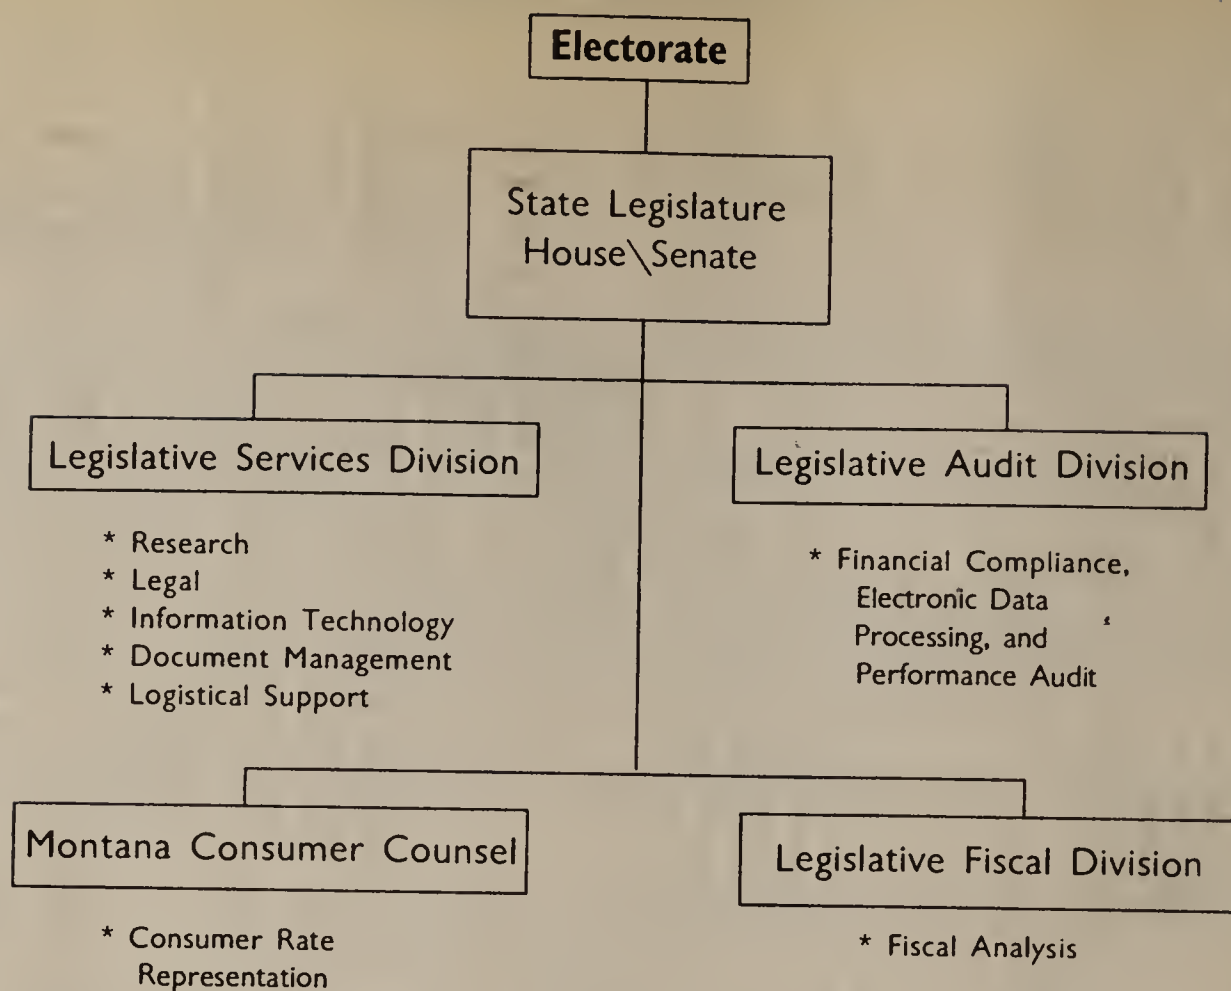 Electorate
State Legislature
House\Senate
Legislative Services Division
* Research
* Legal
* Information Technology
* Document Management
* Logistical Support
Legislative Audit Division
* Financial Compliance,
Electronic Data
Processing, and
Performance Audit
Montana Consumer Counsel
* Consumer Rate
Representation
Legislative Fiscal Division
* Fiscal Analysis